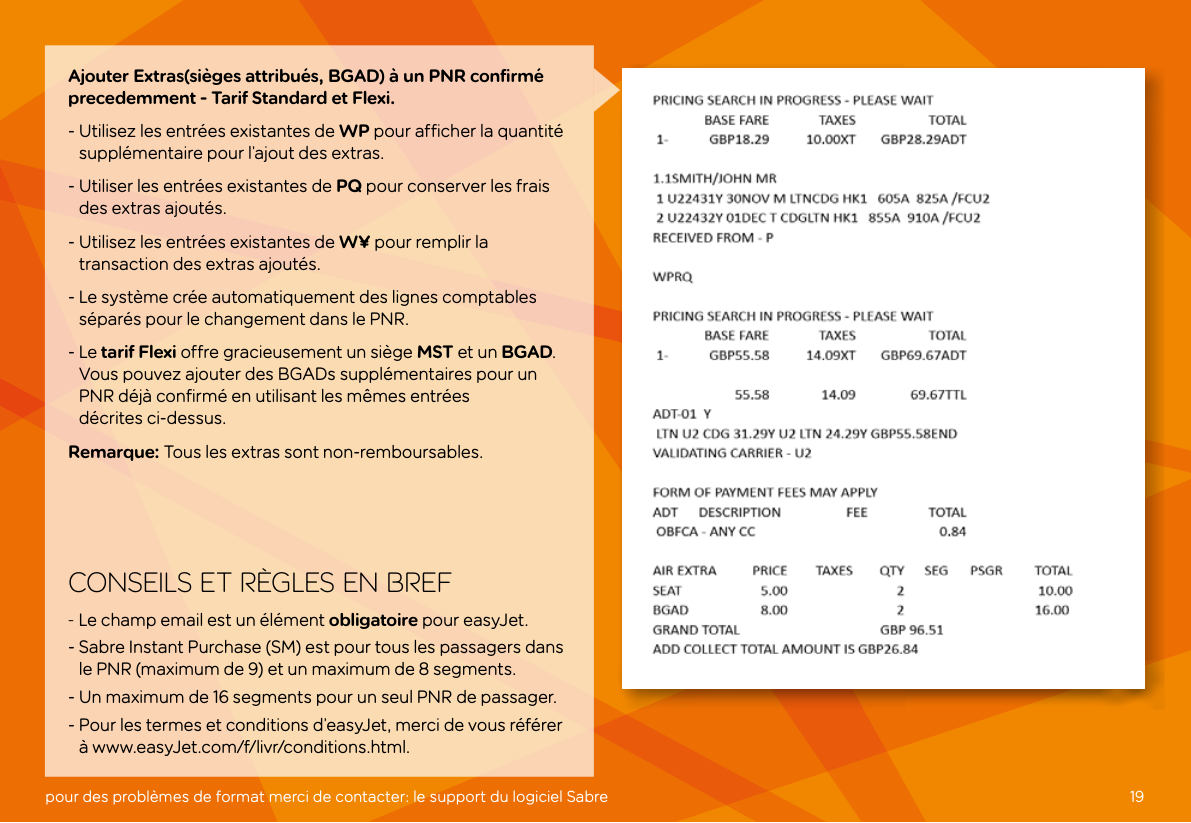 Ajouter Extras(sièges attribués, BGAD) à un PNR confirmé
precedemment - Tarif Standard et Flexi.
- Utilisez les entrées existantes de WP pour afficher la quantité
supplémentaire pour l'ajout des extras.
- Utiliser les entrées existantes de PQ pour conserver les frais
des extras ajoutés.
- Utilisez les entrées existantes de W¥ pour remplir la
transaction des extras ajoutés.
- Le système crée automatiquement des lignes comptables
séparés pour le changement dans le PNR.
- Le tarif Flexi offre gracieusement un siège MST et un BGAD.
Vous pouvez ajouter des BGADs supplémentaires pour un
PNR déjà confirmé en utilisant les mêmes entrées
décrites ci-dessus.
Remarque: Tous les extras sont non-remboursables.
CONSEILS ET RÈGLES EN BREF
- Le champ email est un élément obligatoire pour easyJet.
- Sabre Instant Purchase (SM) est pour tous les passagers dans
le PNR (maximum de 9) et un maximum de 8 segments.
- Un maximum de 16 segments pour un seul PNR de passager.
- Pour les termes et conditions d'easyJet, merci de vous référer
à www.easyJet.com/f/livr/conditions.html.
PRICING SEARCH IN PROGRESS - PLEASE WAIT
BASE FARE TAXES TOTAL
1- GBP18.29 10.00XT GBP28.29ADT
1.1SMITH/JOHN MR
1 U22431Y 30NOV M LTNCDG HK1 605A 825A /FCU2
2 U22432Y 01DEC T CDGLTN HK1 855A 910A /FCU2
RECEIVED FROM - P
WPRQ
PRICING SEARCH IN PROGRESS - PLEASE WAIT
BASE FARE TAXES TOTAL
1- GBP55.58 14.09XT GBP69.67ADT
55.58 14.09 69.67TTL
ADT-01 Y
LTN U2 CDG 31.29Y U2 LTN 24.29Y GBP55.58END
VALIDATING CARRIER - U2
FORM OF PAYMENT FEES MAY APPLY
ADT DESCRIPTION FEE TOTAL
OBFCA - ANY CC 0.84
AIR EXTRA PRICE TAXES QTY SEG PSGR TOTAL
SEAT 5.00 2 10.00
BGAD 8.00 2 16.00
GRAND TOTAL GBP 96.51
ADD COLLECT TOTAL AMOUNT IS GBP26.84
pour des problèmes de format merci de contacter: le support du logiciel Sabre
19